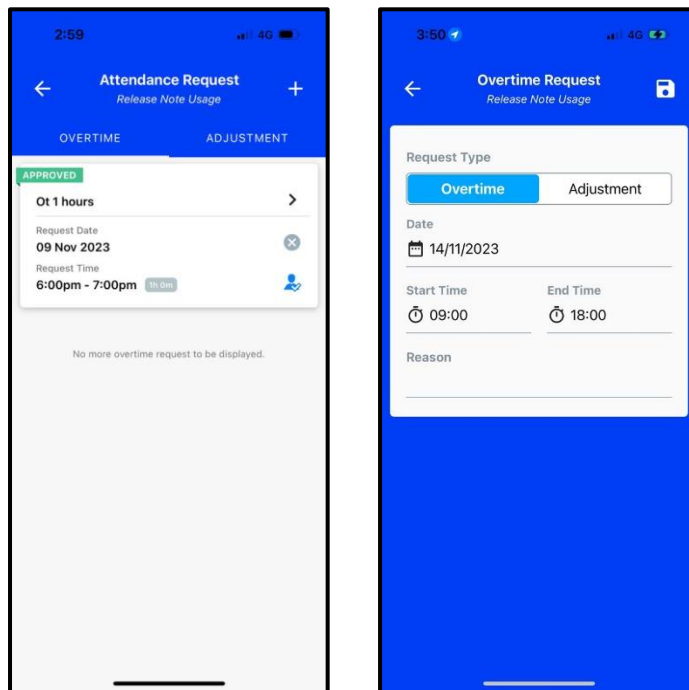 2:59
4G
Attendance Request
Release Note Usage
OVERTIME
ADJUSTMENT
APPROVED
Ot 1 hours
Request Date
09 Nov 2023
Request Time
6:00pm - 7:00pm 1h 0m
No more overtime request to be displayed.
3:50
4G
Overtime Request
Release Note Usage
Request Type
Overtime
Adjustment
Date
14/11/2023
Start Time
End Time
09:00
18:00
Reason